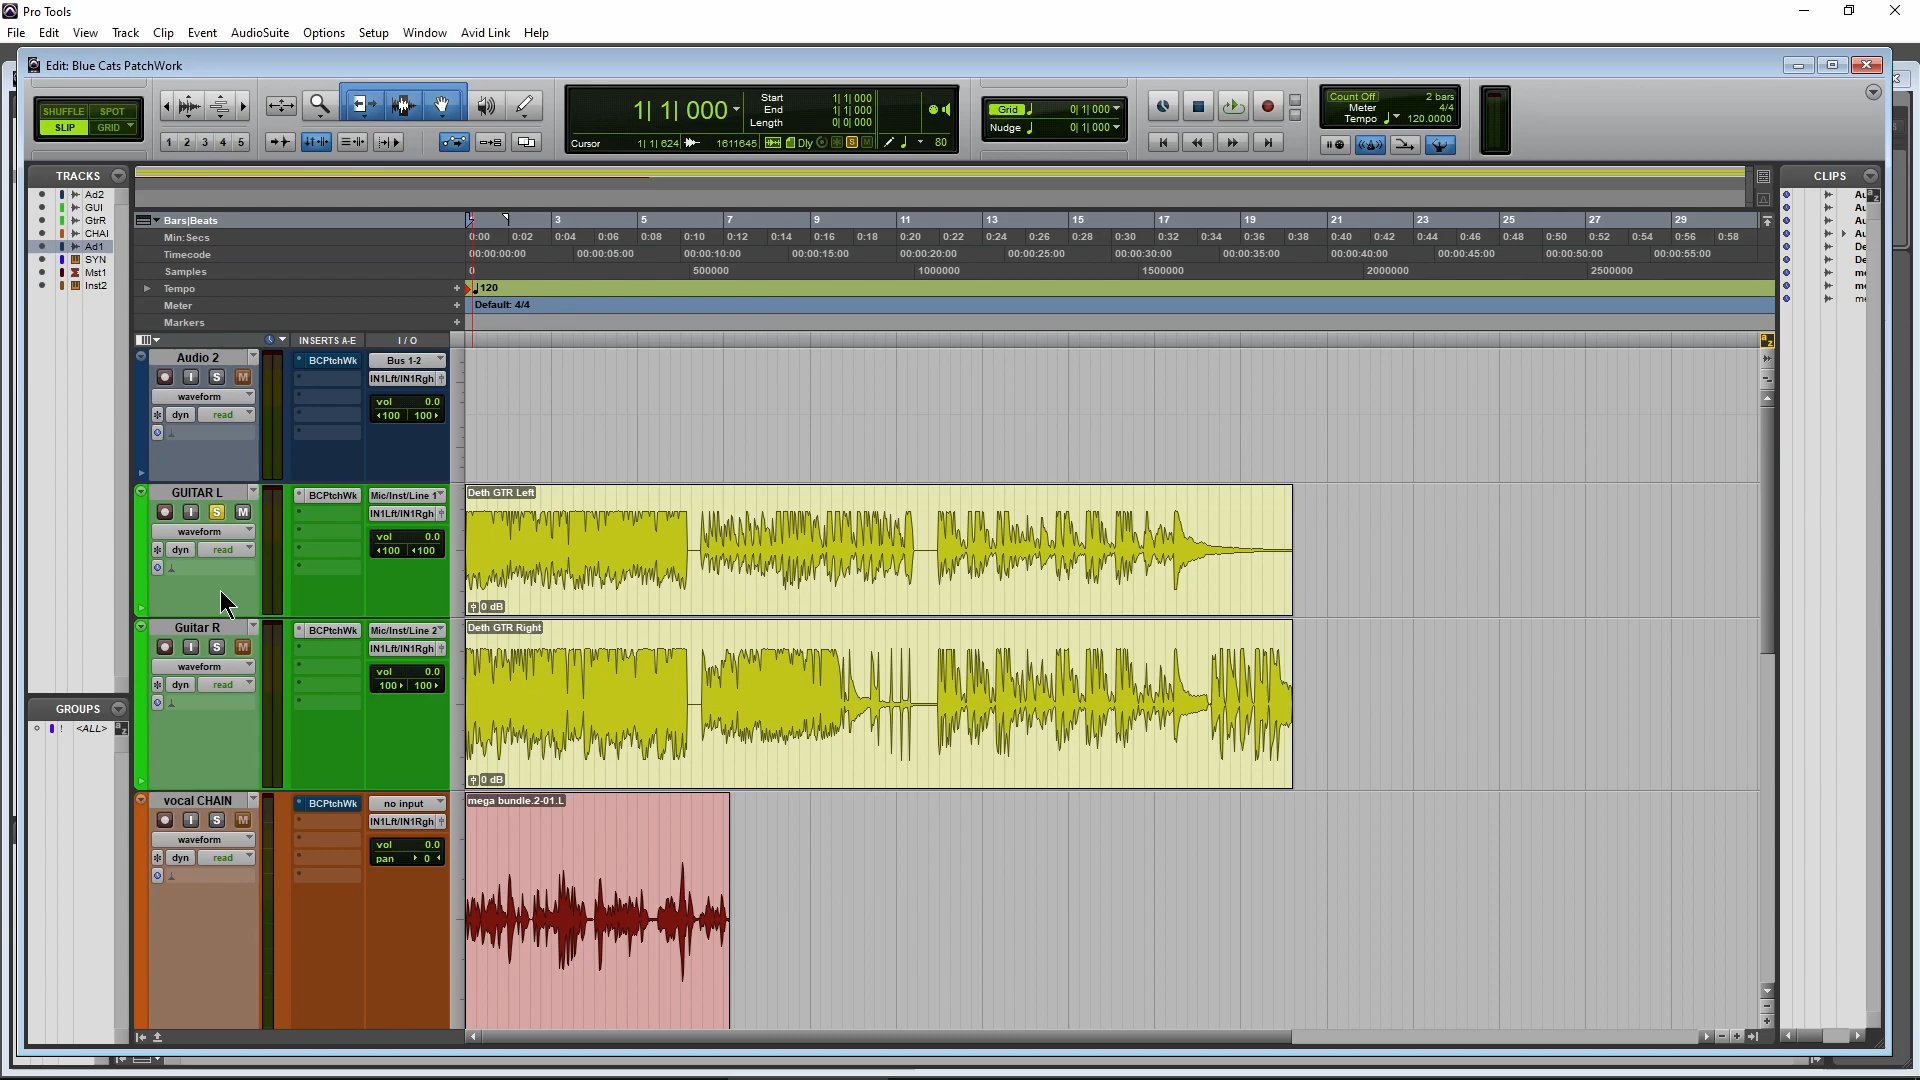 Pro Tools
File Edit View Track Clip Event AudioSuite Options Setup Window Avid Link Help
Edit: Blue Cats PatchWork
SHUFFLE SPOT
SLIP GRID
1 2 3 4 5
1| 1| 000
Start 1| 1| 000
End 1| 1| 000
Length 0| 0| 000
Cursor 1| 1| 624 1611645 Dly S M 80
Grid 0| 1| 000
Nudge 0| 1| 000
Count Off 2 bars
Meter 4/4
Tempo 120.0000
TRACKS
Ad2
GUI
GtrR
CHAI
Ad1
SYN
Mst1
Inst2
GROUPS
! <ALL>
CLIPS
Bars|Beats 3 5 7 9 11 13 15 17 19 21 23 25 27 29
Min:Secs 0:00 0:02 0:04 0:06 0:08 0:10 0:12 0:14 0:16 0:18 0:20 0:22 0:24 0:26 0:28 0:30 0:32 0:34 0:36 0:38 0:40 0:42 0:44 0:46 0:48 0:50 0:52 0:54 0:56 0:58
Timecode 00:00:00:00 00:00:05:00 00:00:10:00 00:00:15:00 00:00:20:00 00:00:25:00 00:00:30:00 00:00:35:00 00:00:40:00 00:00:45:00 00:00:50:00 00:00:55:00
Samples 0 500000 1000000 1500000 2000000 2500000
Tempo + 120
Meter + Default: 4/4
Markers +
INSERTS A-E I / O
Audio 2 BCPtchWk Bus 1-2
I S M IN1Lft/IN1Rgh
waveform vol 0.0
dyn read 100 100
GUITAR L BCPtchWk Mic/Inst/Line 1 Deth GTR Left
I S M IN1Lft/IN1Rgh
waveform vol 0.0
dyn read 100 100
0 dB
Guitar R BCPtchWk Mic/Inst/Line 2 Deth GTR Right
I S M IN1Lft/IN1Rgh
waveform vol 0.0
dyn read 100 100
0 dB
vocal CHAIN BCPtchWk no input mega bundle.2-01.L
I S M IN1Lft/IN1Rgh
waveform vol 0.0
dyn read pan 0